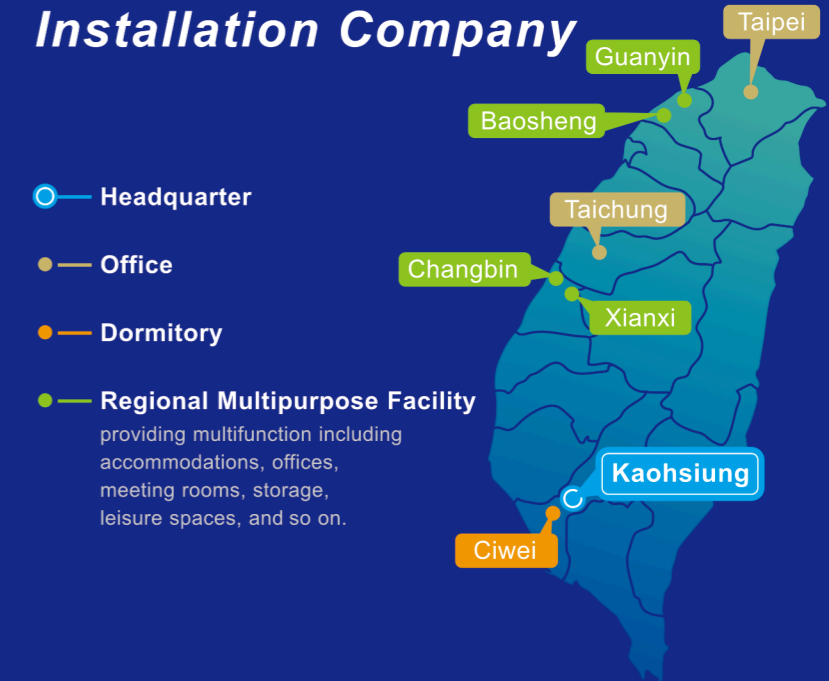 Installation Company
Taipei
Guanyin
Baosheng
Headquarter
Taichung
Office
Changbin
Xianxi
Dormitory
Regional Multipurpose Facility
providing multifunction including
accommodations, offices,
meeting rooms, storage,
leisure spaces, and so on.
Kaohsiung
Ciwei